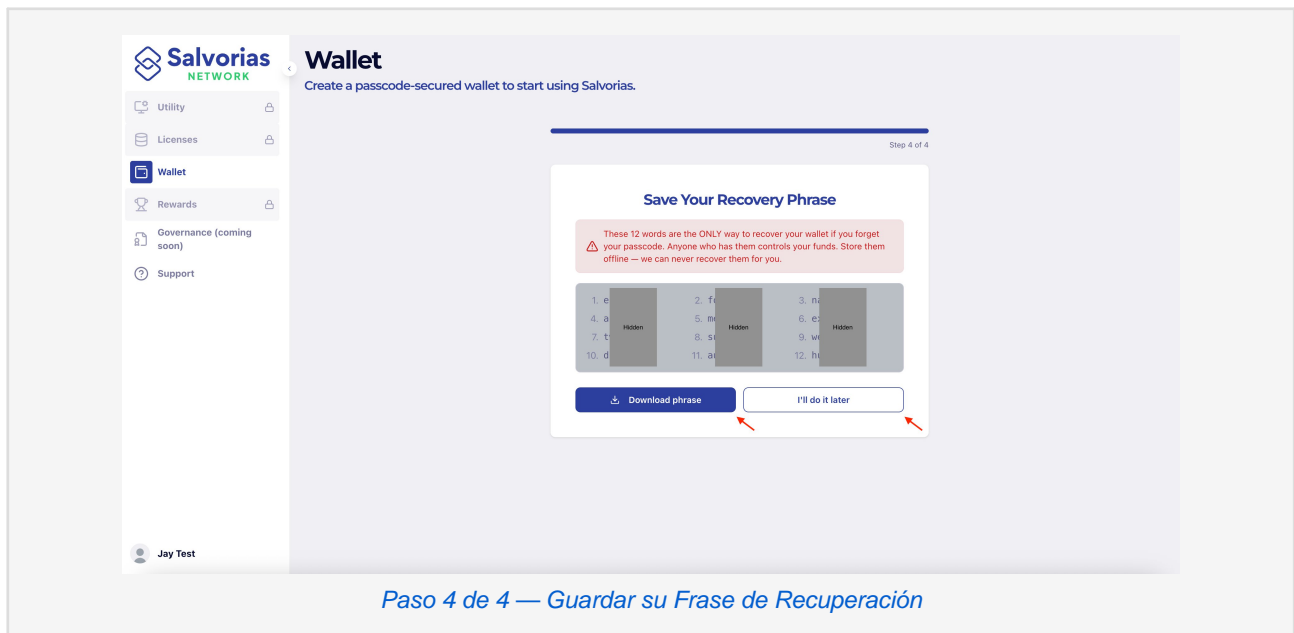 Salvorias
NETWORK
Wallet
Create a passcode-secured wallet to start using Salvorias.
Utility
Licenses
Wallet
Rewards
Governance (coming
soon)
Support
Step 4 of 4
Save Your Recovery Phrase
These 12 words are the ONLY way to recover your wallet if you forget
your passcode. Anyone who has them controls your funds. Store them
offline — we can never recover them for you.
1. 2. 3.
4. 5. 6.
Hidden Hidden Hidden
7. 8. 9.
10. 11. 12.
Download phrase I'll do it later
Jay Test
Paso 4 de 4 — Guardar su Frase de Recuperación